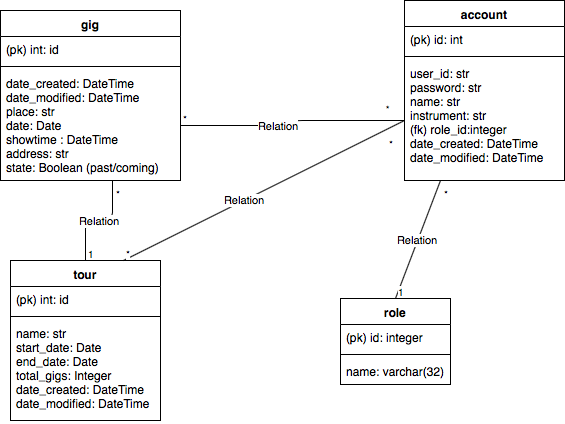 gig
(pk) int: id
date_created: DateTime
date_modified: DateTime
place: str
date: Date
showtime : DateTime
address: str
state: Boolean (past/coming)
account
(pk) id: int
user_id: str
password: str
name: str
instrument: str
(fk) role_id:integer
date_created: DateTime
date_modified: DateTime
*
*
Relation
*
*
Relation
*
Relation
1
*
Relation
1
tour
(pk) int: id
name: str
start_date: Date
end_date: Date
total_gigs: Integer
date_created: DateTime
date_modified: DateTime
*
role
(pk) id: integer
name: varchar(32)